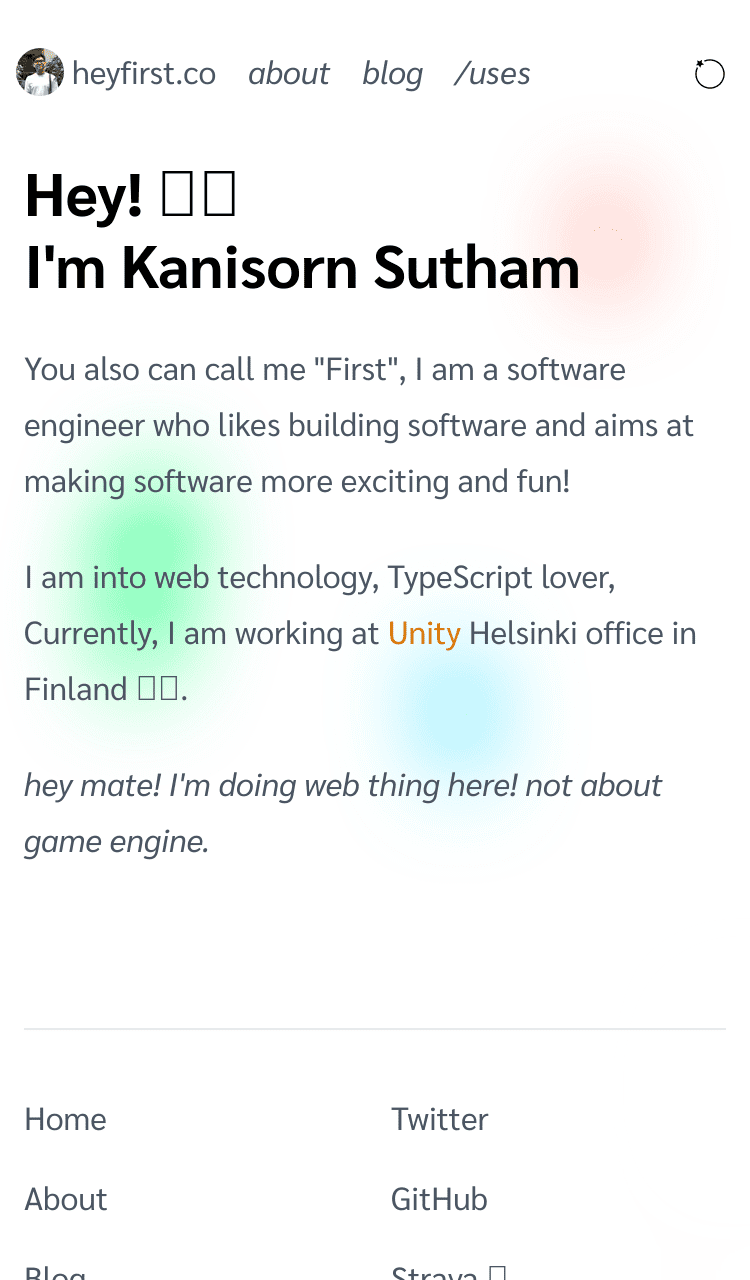 heyfirst.co about blog /uses
Hey! 
I'm Kanisorn Sutham
You also can call me "First", I am a software
engineer who likes building software and aims at
making software more exciting and fun!
I am into web technology, TypeScript lover,
Currently, I am working at Unity Helsinki office in
Finland .
hey mate! I'm doing web thing here! not about
game engine.
Home Twitter
About GitHub
Blog Strava